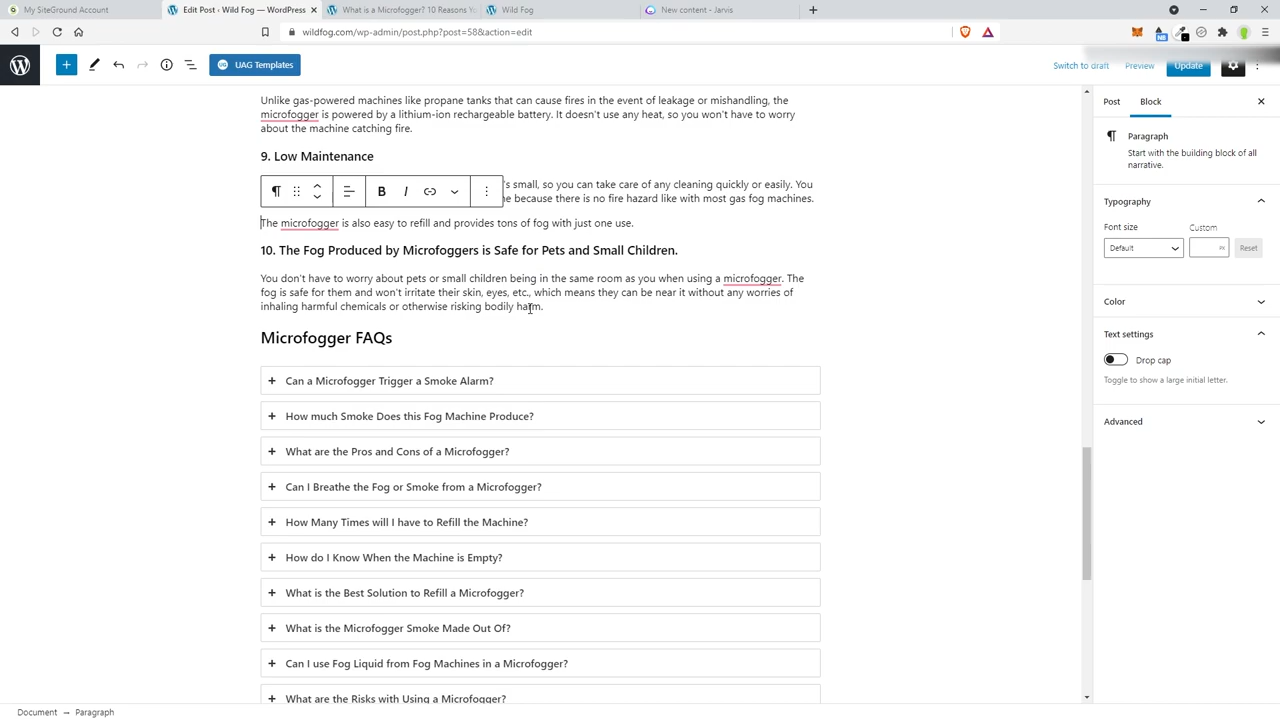 My SiteGround Account
Edit Post ‹ Wild Fog — WordPress
What is a Microfogger? 10 Reasons Yo
Wild Fog
New content - Jarvis
wildfog.com/wp-admin/post.php?post=58&action=edit
UAG Templates
Switch to draft
Preview
Update
Unlike gas-powered machines like propane tanks that can cause fires in the event of leakage or mishandling, the
microfogger is powered by a lithium-ion rechargeable battery. It doesn't use any heat, so you won't have to worry
about the machine catching fire.
9. Low Maintenance
's small, so you can take care of any cleaning quickly or easily. You
because there is no fire hazard like with most gas fog machines.
The microfogger is also easy to refill and provides tons of fog with just one use.
10. The Fog Produced by Microfoggers is Safe for Pets and Small Children.
You don't have to worry about pets or small children being in the same room as you when using a microfogger. The
fog is safe for them and won't irritate their skin, eyes, etc., which means they can be near it without any worries of
inhaling harmful chemicals or otherwise risking bodily harm.
Microfogger FAQs
Can a Microfogger Trigger a Smoke Alarm?
How much Smoke Does this Fog Machine Produce?
What are the Pros and Cons of a Microfogger?
Can I Breathe the Fog or Smoke from a Microfogger?
How Many Times will I have to Refill the Machine?
How do I Know When the Machine is Empty?
What is the Best Solution to Refill a Microfogger?
What is the Microfogger Smoke Made Out Of?
Can I use Fog Liquid from Fog Machines in a Microfogger?
What are the Risks with Using a Microfogger?
Post
Block
Paragraph
Start with the building block of all
narrative.
Typography
Font size
Custom
Default
PX
Reset
Color
Text settings
Drop cap
Toggle to show a large initial letter.
Advanced
Document → Paragraph